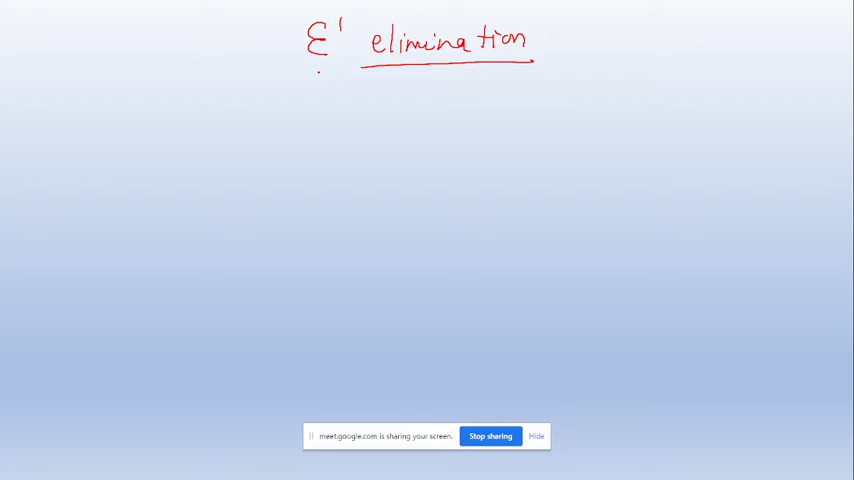 E' elimination
meet.google.com is sharing your screen. Stop sharing Hide